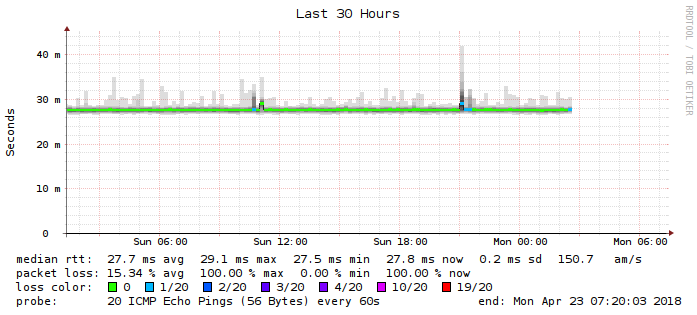 Last 30 Hours
RRDTOOL / TOBI OETIKER
Seconds
40 m
30 m
20 m
10 m
0
Sun 06:00 Sun 12:00 Sun 18:00 Mon 00:00 Mon 06:00
median rtt: 27.7 ms avg 29.1 ms max 27.5 ms min 27.8 ms now 0.2 ms sd 150.7 am/s
packet loss: 15.34 % avg 100.00 % max 0.00 % min 100.00 % now
loss color: 0 1/20 2/20 3/20 4/20 10/20 19/20
probe: 20 ICMP Echo Pings (56 Bytes) every 60s end: Mon Apr 23 07:20:03 2018